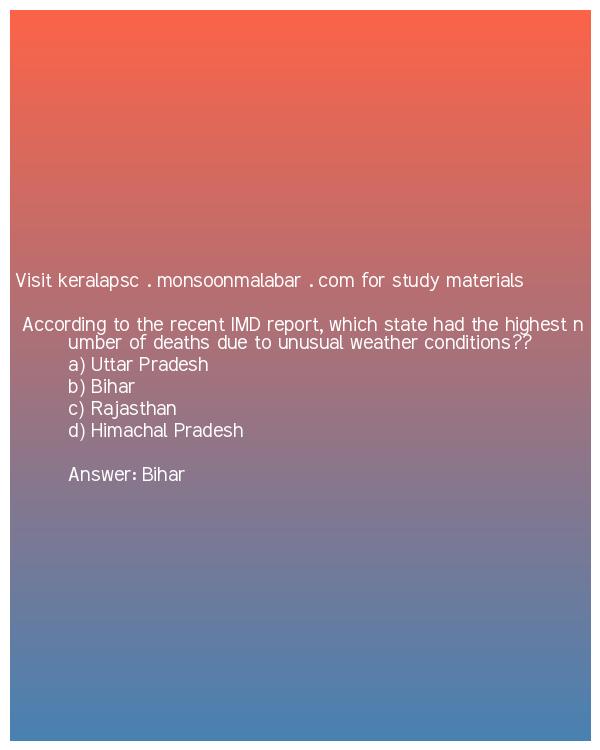 Visit keralapsc . monsoonmalabar . com for study materials
According to the recent IMD report, which state had the highest n
umber of deaths due to unusual weather conditions??
a) Uttar Pradesh
b) Bihar
c) Rajasthan
d) Himachal Pradesh
Answer: Bihar